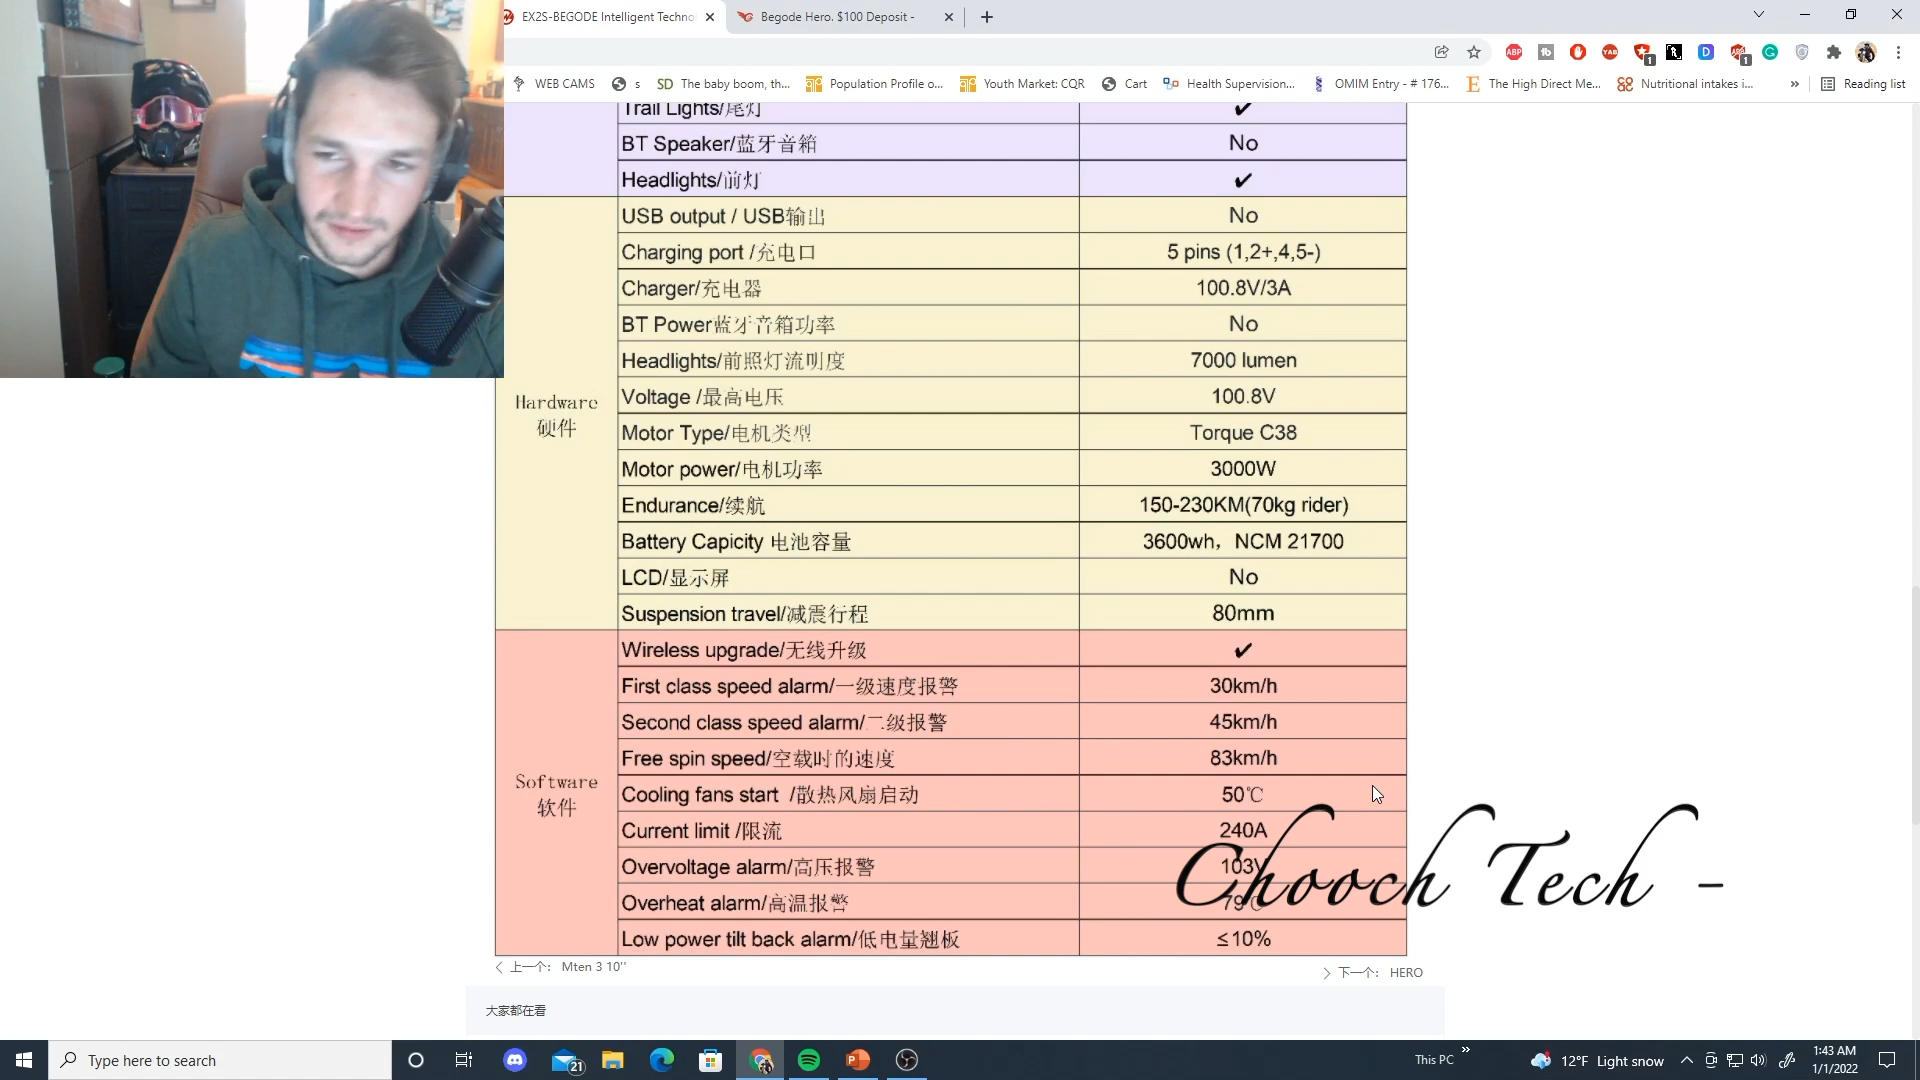 EX2S-BEGODE Intelligent Techno
Begode Hero. $100 Deposit -
WEB CAMS
s
SD The baby boom, th...
Population Profile o...
Youth Market: CQR
Cart
Health Supervision...
OMIM Entry - # 176...
The High Direct Me...
Nutritional intakes i...
Reading list
Trail Lights/尾灯 ✔
BT Speaker/蓝牙音箱 No
Headlights/前灯 ✔
Hardware
硬件
USB output / USB输出 No
Charging port /充电口 5 pins (1,2+,4,5-)
Charger/充电器 100.8V/3A
BT Power蓝牙音箱功率 No
Headlights/前照灯流明度 7000 lumen
Voltage /最高电压 100.8V
Motor Type/电机类型 Torque C38
Motor power/电机功率 3000W
Endurance/续航 150-230KM(70kg rider)
Battery Capicity 电池容量 3600wh，NCM 21700
LCD/显示屏 No
Suspension travel/减震行程 80mm
Software
软件
Wireless upgrade/无线升级 ✔
First class speed alarm/一级速度报警 30km/h
Second class speed alarm/二级报警 45km/h
Free spin speed/空载时的速度 83km/h
Cooling fans start /散热风扇启动 50℃
Current limit /限流 240A
Overvoltage alarm/高压报警 103V
Overheat alarm/高温报警 79℃
Low power tilt back alarm/低电量翘板 ≤10%
Chooch Tech -
上一个: Mten 3 10''
下一个: HERO
大家都在看
Type here to search
21
This PC
12°F Light snow
1:43 AM
1/1/2022